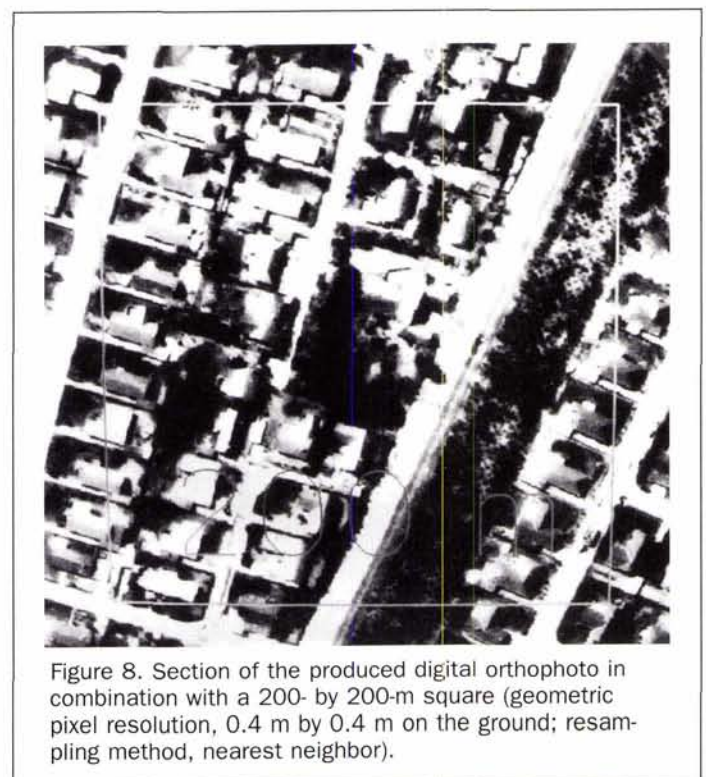 200 m
Figure 8. Section of the produced digital orthophoto in
combination with a 200- by 200-m square (geometric
pixel resolution, 0.4 m by 0.4 m on the ground; resam-
pling method, nearest neighbor).